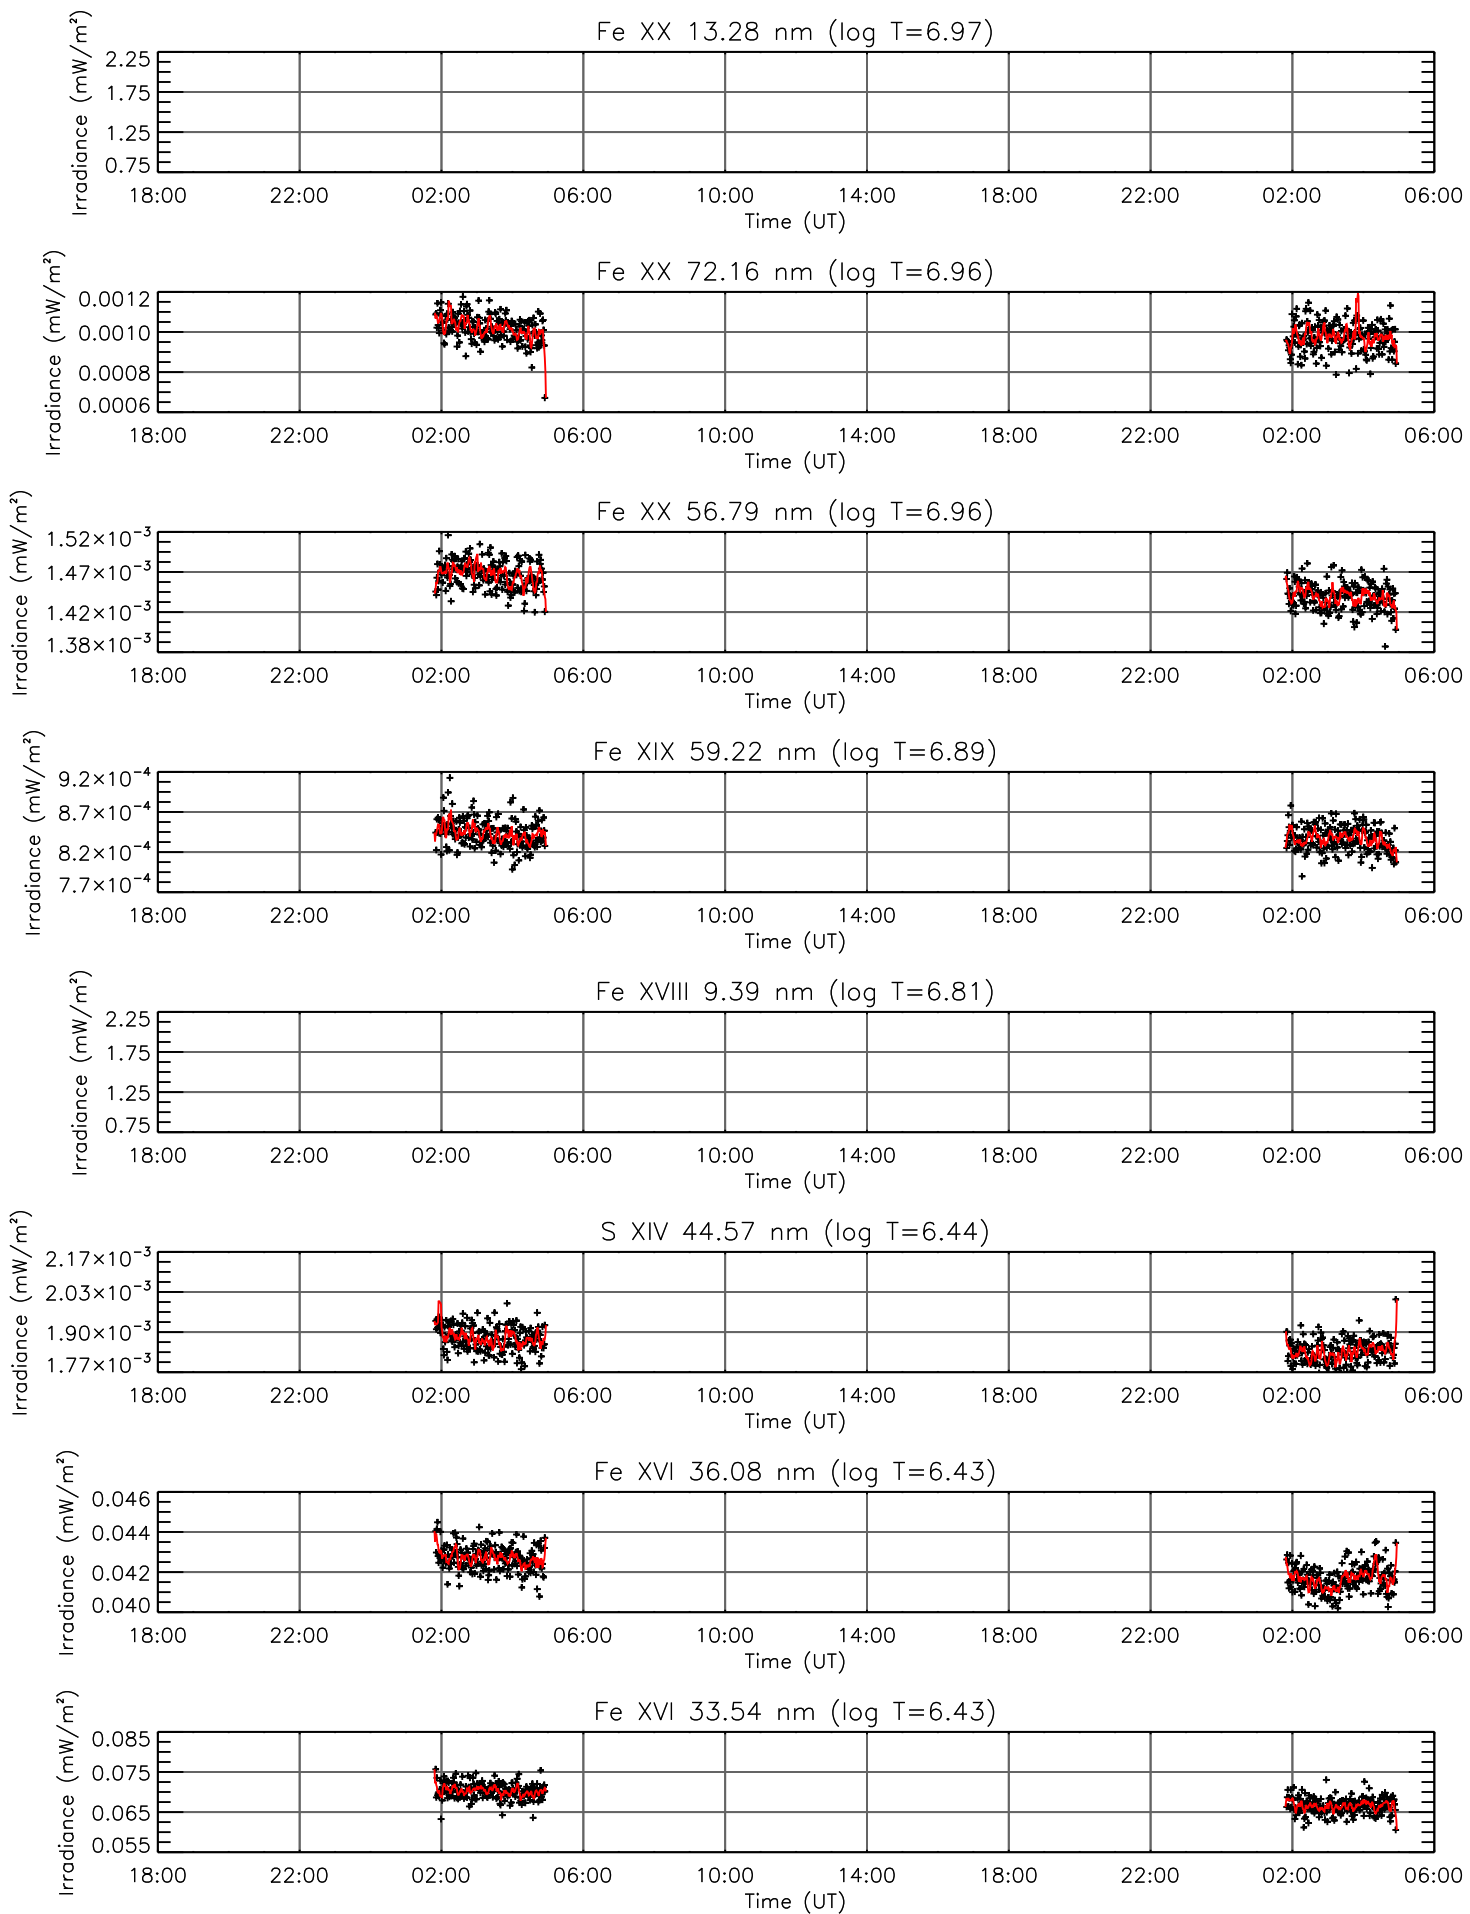 Fe XX 13.28 nm (log T=6.97)
Irradiance (mW/m²)
2.25
1.75
1.25
0.75
18:00 22:00 02:00 06:00 10:00 14:00 18:00 22:00 02:00 06:00
Time (UT)
Fe XX 72.16 nm (log T=6.96)
Irradiance (mW/m²)
0.0012
0.0010
0.0008
0.0006
18:00 22:00 02:00 06:00 10:00 14:00 18:00 22:00 02:00 06:00
Time (UT)
Fe XX 56.79 nm (log T=6.96)
Irradiance (mW/m²)
1.52×10⁻³
1.47×10⁻³
1.42×10⁻³
1.38×10⁻³
18:00 22:00 02:00 06:00 10:00 14:00 18:00 22:00 02:00 06:00
Time (UT)
Fe XIX 59.22 nm (log T=6.89)
Irradiance (mW/m²)
9.2×10⁻⁴
8.7×10⁻⁴
8.2×10⁻⁴
7.7×10⁻⁴
18:00 22:00 02:00 06:00 10:00 14:00 18:00 22:00 02:00 06:00
Time (UT)
Fe XVIII 9.39 nm (log T=6.81)
Irradiance (mW/m²)
2.25
1.75
1.25
0.75
18:00 22:00 02:00 06:00 10:00 14:00 18:00 22:00 02:00 06:00
Time (UT)
S XIV 44.57 nm (log T=6.44)
Irradiance (mW/m²)
2.17×10⁻³
2.03×10⁻³
1.90×10⁻³
1.77×10⁻³
18:00 22:00 02:00 06:00 10:00 14:00 18:00 22:00 02:00 06:00
Time (UT)
Fe XVI 36.08 nm (log T=6.43)
Irradiance (mW/m²)
0.046
0.044
0.042
0.040
18:00 22:00 02:00 06:00 10:00 14:00 18:00 22:00 02:00 06:00
Time (UT)
Fe XVI 33.54 nm (log T=6.43)
Irradiance (mW/m²)
0.085
0.075
0.065
0.055
18:00 22:00 02:00 06:00 10:00 14:00 18:00 22:00 02:00 06:00
Time (UT)